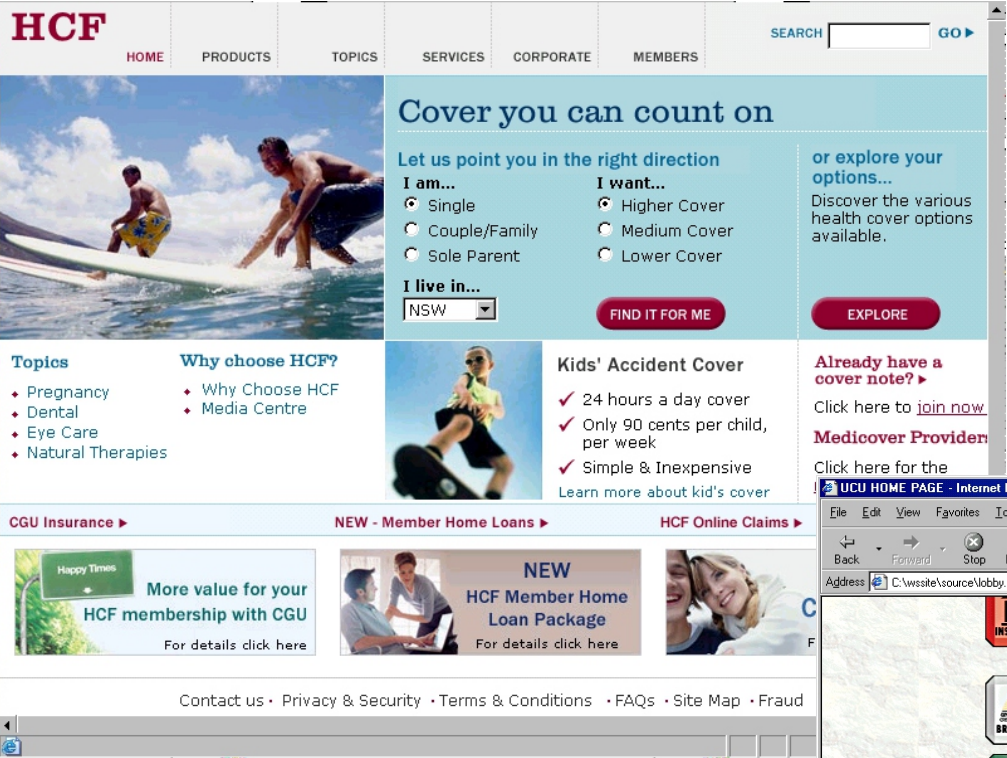 HCF
HOME
PRODUCTS
TOPICS
SERVICES
CORPORATE
MEMBERS
SEARCH
GO
Cover you can count on
Let us point you in the right direction
I am...
Single
Couple/Family
Sole Parent
I want...
Higher Cover
Medium Cover
Lower Cover
I live in...
NSW
FIND IT FOR ME
or explore your
options...
Discover the various
health cover options
available.
EXPLORE
Topics
Pregnancy
Dental
Eye Care
Natural Therapies
Why choose HCF?
Why Choose HCF
Media Centre
Kids' Accident Cover
24 hours a day cover
Only 90 cents per child,
per week
Simple & Inexpensive
Learn more about kid's cover
Already have a
cover note?
Click here to join now
Medicover Providers
Click here for the
CGU Insurance
NEW - Member Home Loans
HCF Online Claims
Happy Times
More value for your
HCF membership with CGU
For details click here
NEW
HCF Member Home
Loan Package
For details click here
C
F
Contact us · Privacy & Security · Terms & Conditions · FAQs · Site Map · Fraud
UCU HOME PAGE - Internet
File Edit View Favorites To
Back
Forward
Stop
Address C:\wssite\source\lobby.
INS
BR